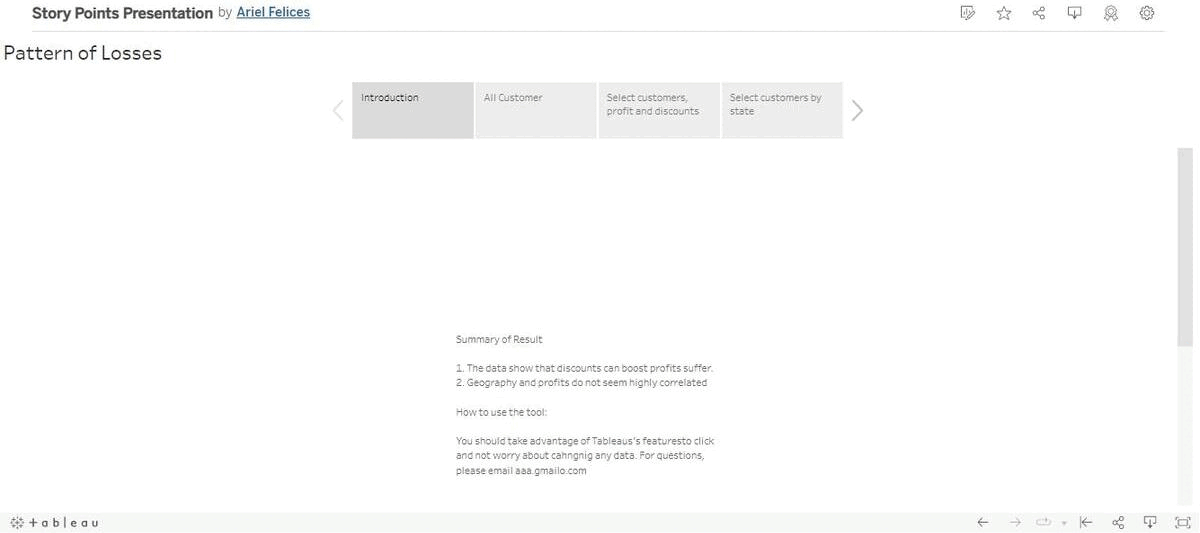 Story Points Presentation by Ariel Felices
Pattern of Losses
Introduction
All Customer
Select customers,
profit and discounts
Select customers by
state
Summary of Result
1. The data show that discounts can boost profits suffer.
2. Geography and profits do not seem highly correlated
How to use the tool:
You should take advantage of Tableaus's featuresto click
and not worry about cahngnig any data. For questions,
please email aaa.gmailo.com
+ a b | e a u